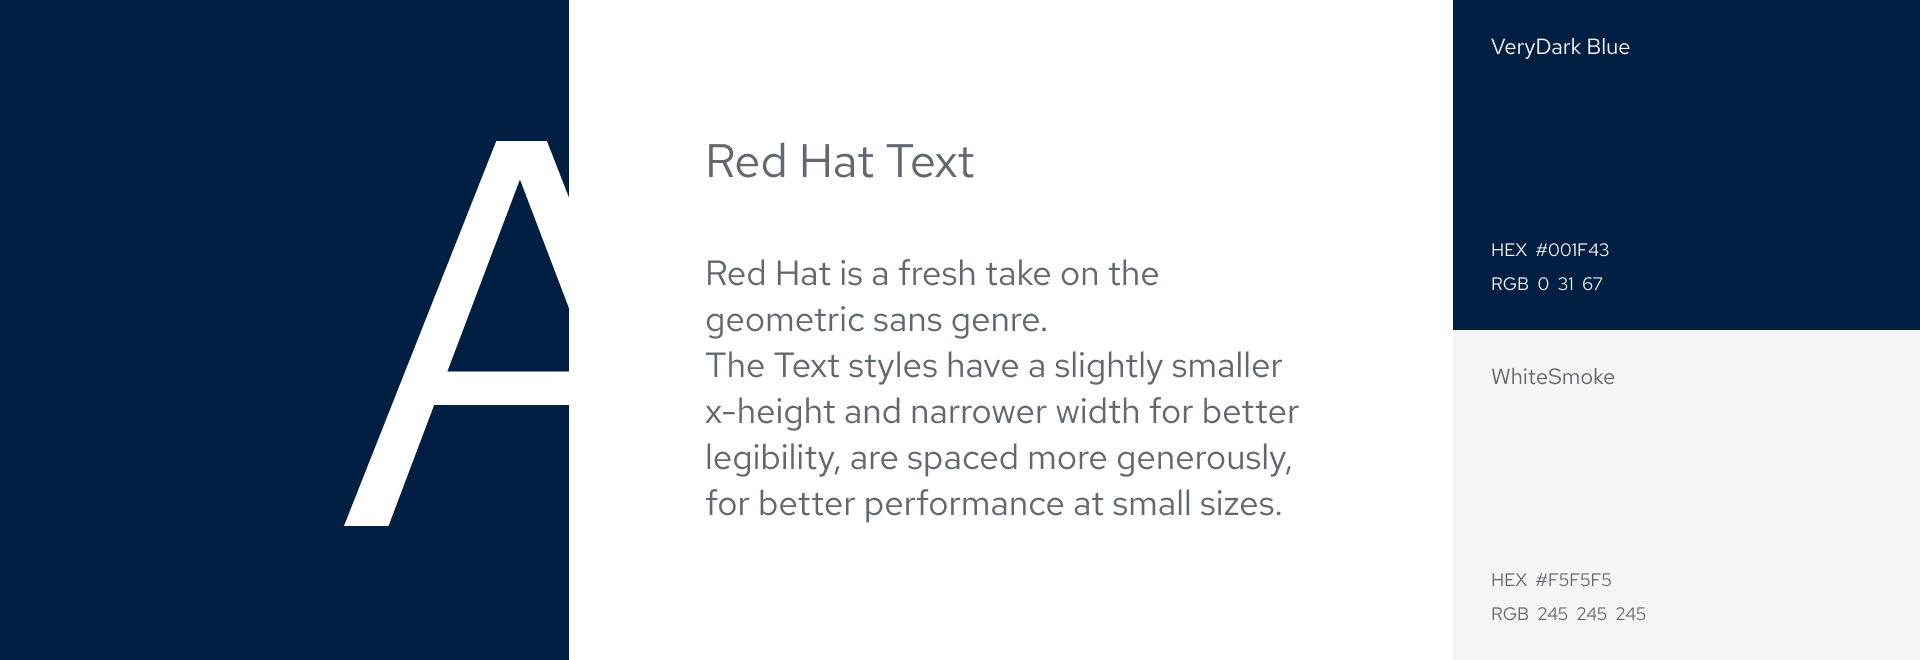 A
Red Hat Text
Red Hat is a fresh take on the
geometric sans genre.
The Text styles have a slightly smaller
x-height and narrower width for better
legibility, are spaced more generously,
for better performance at small sizes.
VeryDark Blue
HEX #001F43
RGB 0 31 67
WhiteSmoke
HEX #F5F5F5
RGB 245 245 245